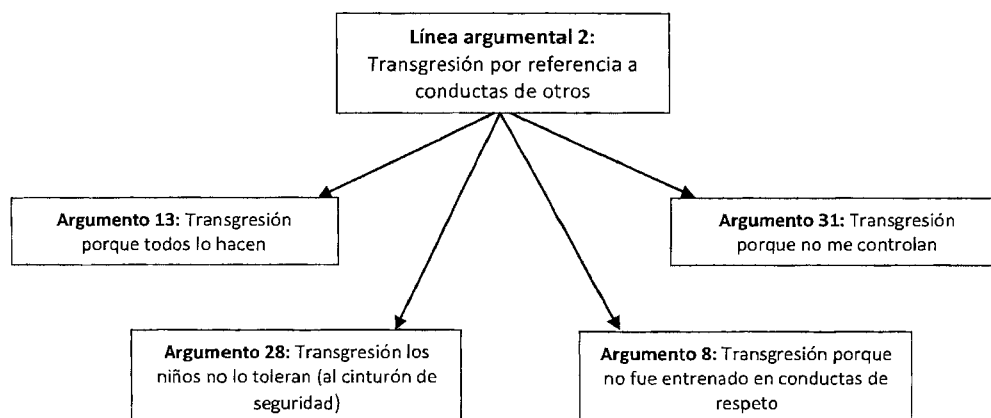 Línea argumental 2:
Transgresión por referencia a
conductas de otros
Argumento 13: Transgresión
porque todos lo hacen
Argumento 31: Transgresión
porque no me controlan
Argumento 28: Transgresión los
niños no lo toleran (al cinturón de
seguridad)
Argumento 8: Transgresión porque
no fue entrenado en conductas de
respeto